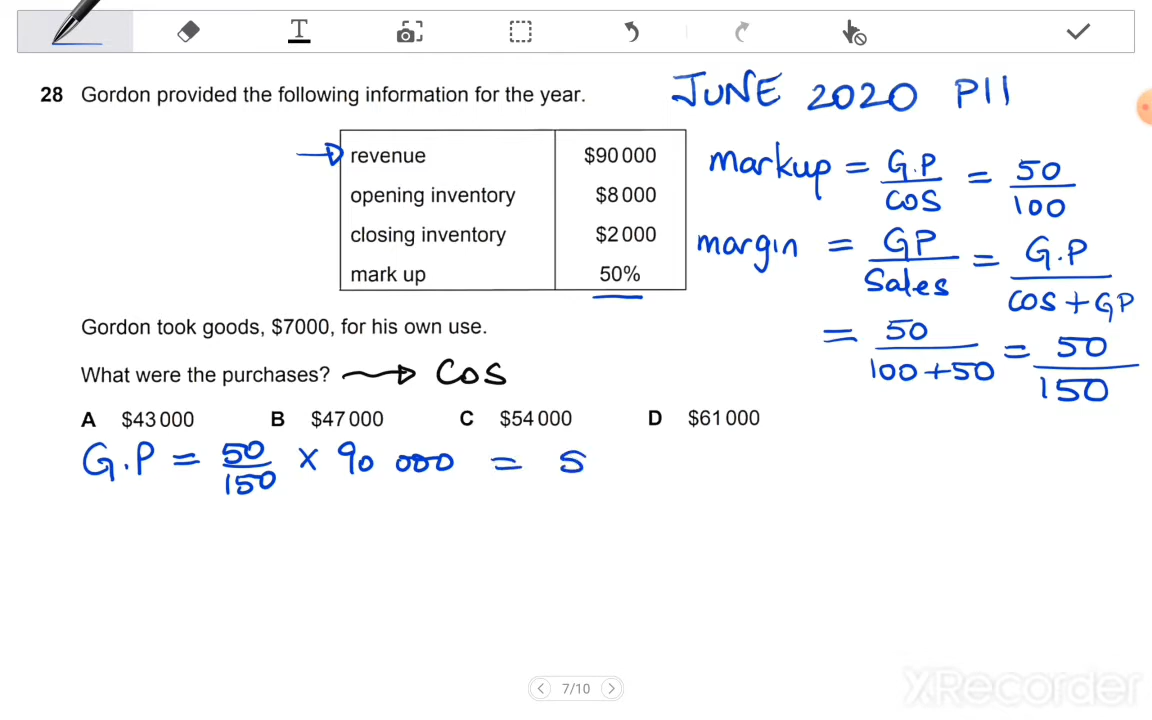 T
28 Gordon provided the following information for the year.
JUNE 2020 P11
revenue $90 000
opening inventory $8 000
closing inventory $2 000
mark up 50%
markup = G.P / COS = 50 / 100
margin = GP / Sales = G.P / COS + GP
= 50 / 100 + 50 = 50 / 150
Gordon took goods, $7000, for his own use.
What were the purchases? → COS
A $43 000 B $47 000 C $54 000 D $61 000
G.P = 50 / 150 × 90 000 = S
7/10
XRecorder